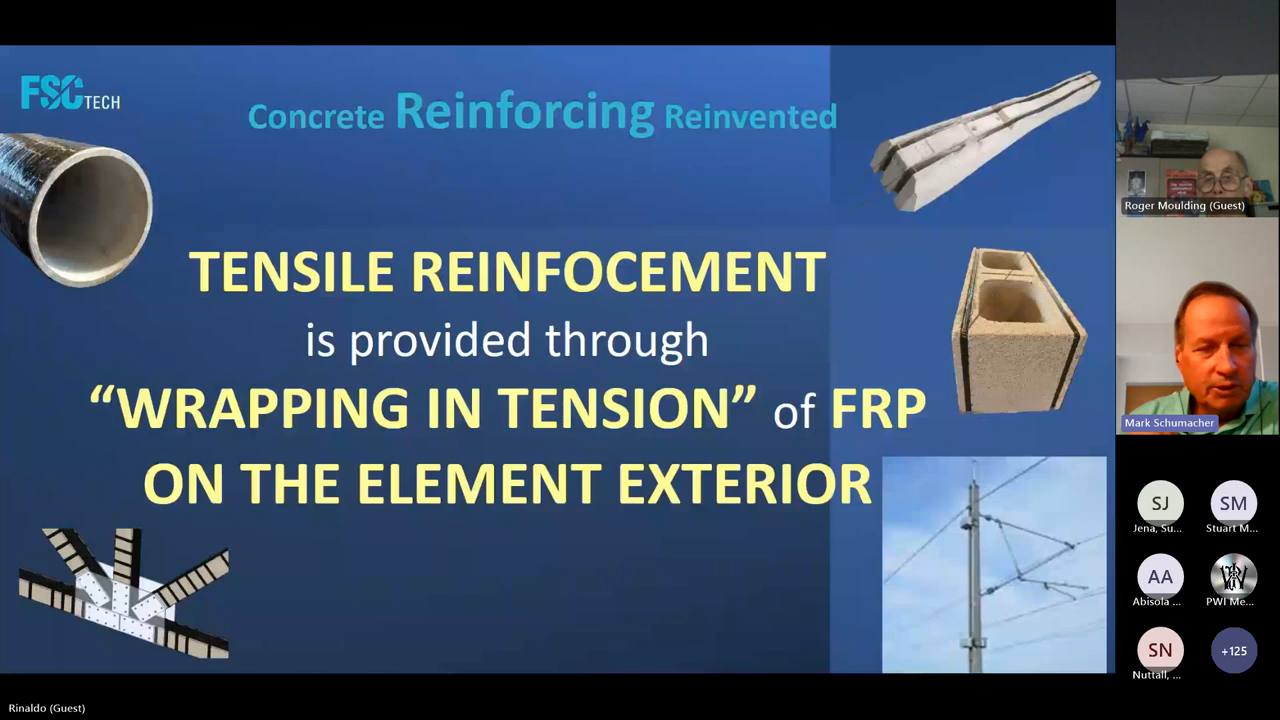 FSC TECH
Concrete Reinforcing Reinvented
TENSILE REINFOCEMENT
is provided through
“WRAPPING IN TENSION” of FRP
ON THE ELEMENT EXTERIOR
Roger Moulding (Guest)
Mark Schumacher
SJ
SM
Jena, Su...
Stuart M...
AA
Abisola ...
PWI Me...
SN
+125
Nuttall, ...
Rinaldo (Guest)